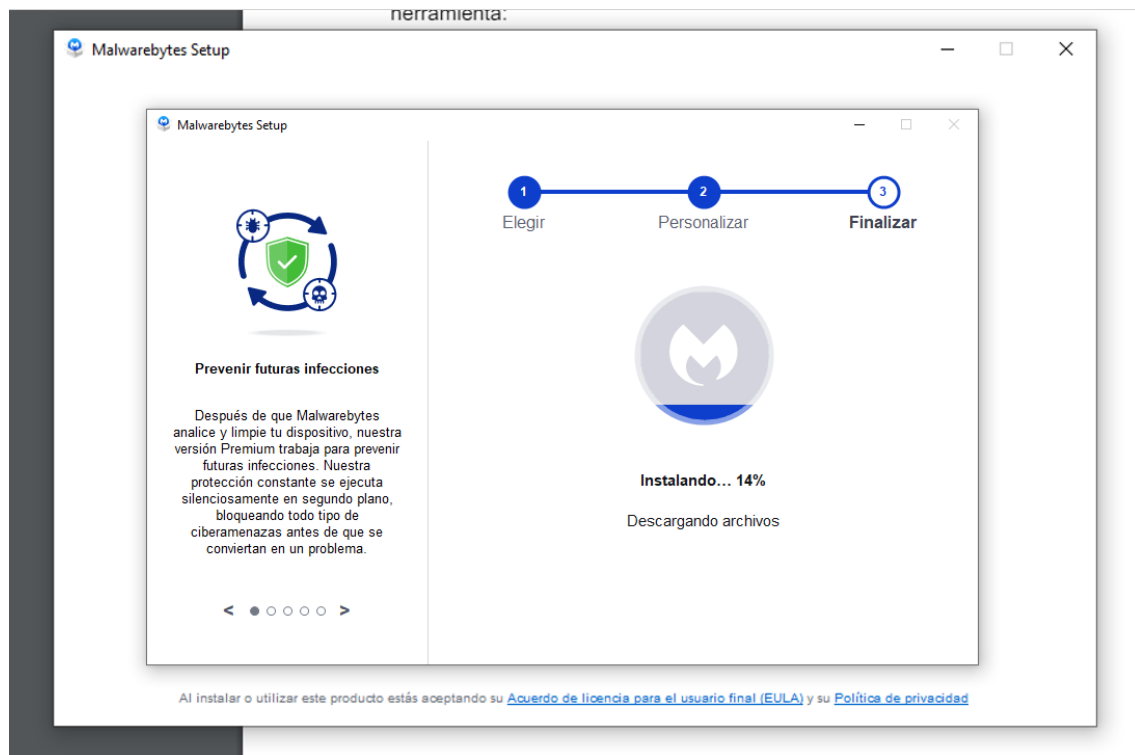 herramienta:
Malwarebytes Setup
Malwarebytes Setup
1
2
3
Elegir
Personalizar
Finalizar
Prevenir futuras infecciones
Después de que Malwarebytes
analice y limpie tu dispositivo, nuestra
versión Premium trabaja para prevenir
futuras infecciones. Nuestra
protección constante se ejecuta
silenciosamente en segundo plano,
bloqueando todo tipo de
ciberamenazas antes de que se
conviertan en un problema.
Instalando... 14%
Descargando archivos
Al instalar o utilizar este producto estás aceptando su Acuerdo de licencia para el usuario final (EULA) y su Política de privacidad